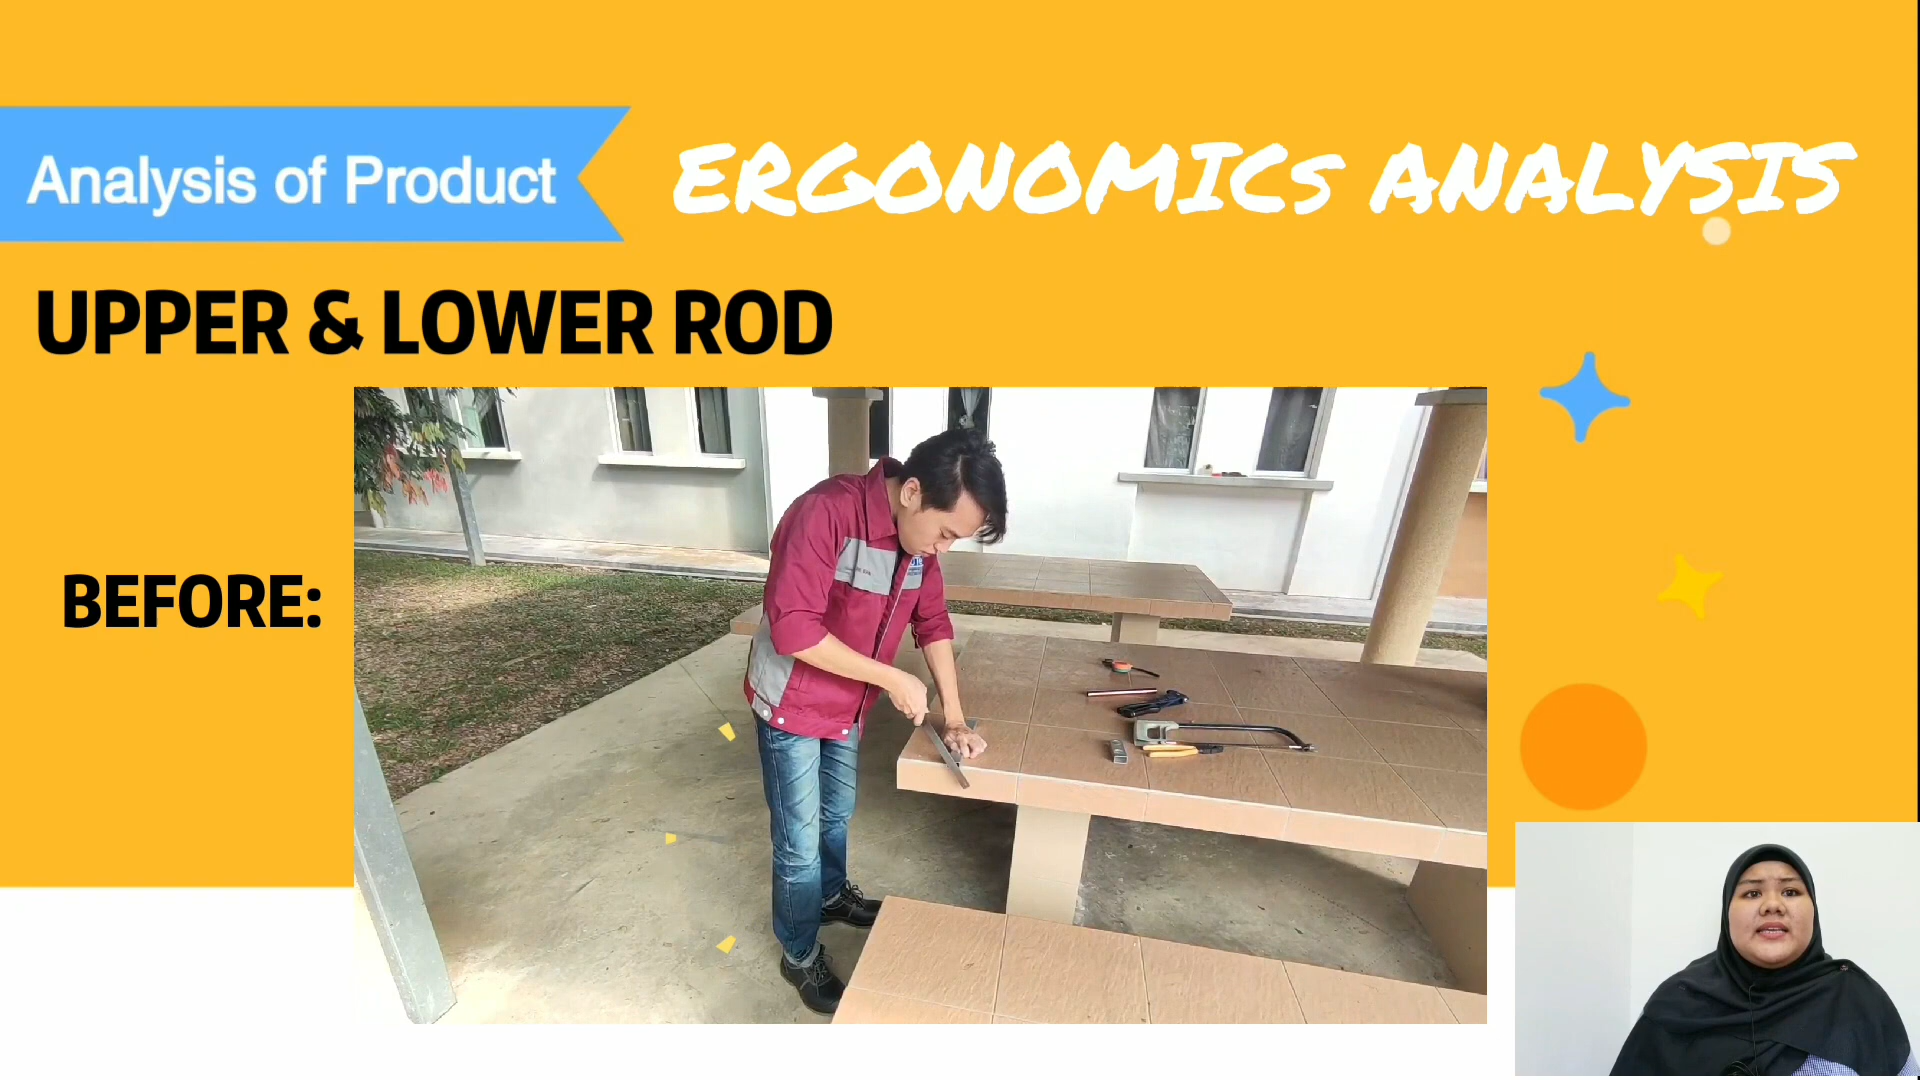 Analysis of Product
ERGONOMICs ANALYSIS
UPPER & LOWER ROD
BEFORE: